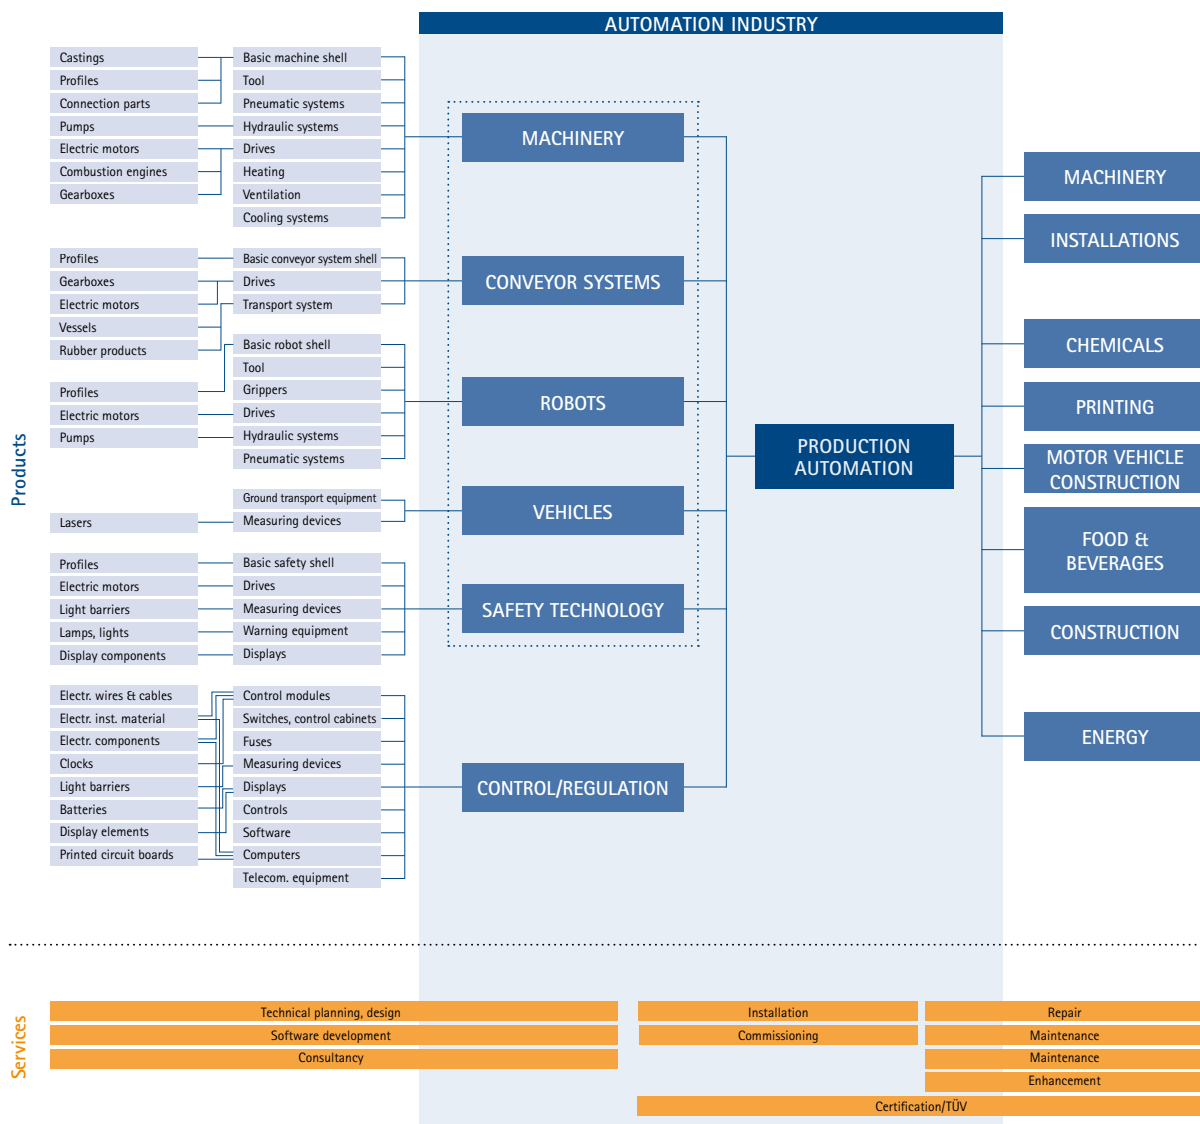 AUTOMATION INDUSTRY
Castings
Profiles
Connection parts
Pumps
Electric motors
Combustion engines
Gearboxes
Basic machine shell
Tool
Pneumatic systems
Hydraulic systems
Drives
Heating
Ventilation
Cooling systems
MACHINERY
Profiles
Gearboxes
Electric motors
Vessels
Rubber products
Basic conveyor system shell
Drives
Transport system
CONVEYOR SYSTEMS
Profiles
Electric motors
Pumps
Basic robot shell
Tool
Grippers
Drives
Hydraulic systems
Pneumatic systems
ROBOTS
Products
Lasers
Ground transport equipment
Measuring devices
VEHICLES
Profiles
Electric motors
Light barriers
Lamps, lights
Display components
Basic safety shell
Drives
Measuring devices
Warning equipment
Displays
SAFETY TECHNOLOGY
Electr. wires & cables
Electr. inst. material
Electr. components
Clocks
Light barriers
Batteries
Display elements
Printed circuit boards
Control modules
Switches, control cabinets
Fuses
Measuring devices
Displays
Controls
Software
Computers
Telecom. equipment
CONTROL/REGULATION
PRODUCTION
AUTOMATION
MACHINERY
INSTALLATIONS
CHEMICALS
PRINTING
MOTOR VEHICLE
CONSTRUCTION
FOOD &
BEVERAGES
CONSTRUCTION
ENERGY
Services
Technical planning, design
Software development
Consultancy
Installation
Commissioning
Repair
Maintenance
Maintenance
Enhancement
Certification/TÜV